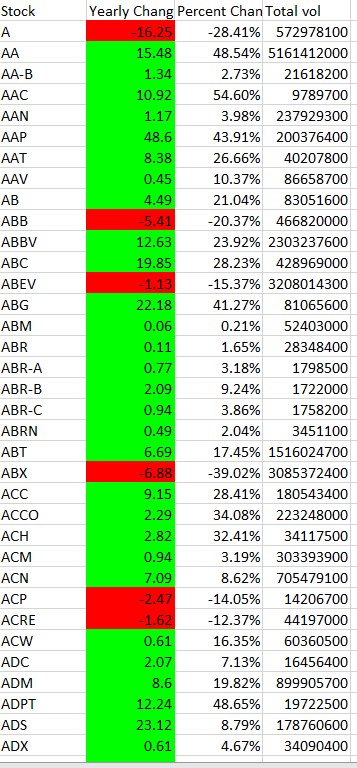 Stock Yearly Chang Percent Chan Total vol
A -16.25 -28.41% 572978100
AA 15.48 48.54% 5161412000
AA-B 1.34 2.73% 21618200
AAC 10.92 54.60% 9789700
AAN 1.17 3.98% 237929300
AAP 48.6 43.91% 200376400
AAT 8.38 26.66% 40207800
AAV 0.45 10.37% 86658700
AB 4.49 21.04% 83051600
ABB -5.41 -20.37% 466820000
ABBV 12.63 23.92% 2303237600
ABC 19.85 28.23% 428969000
ABEV -1.13 -15.37% 3208014300
ABG 22.18 41.27% 81065600
ABM 0.06 0.21% 52403000
ABR 0.11 1.65% 28348400
ABR-A 0.77 3.18% 1798500
ABR-B 2.09 9.24% 1722000
ABR-C 0.94 3.86% 1758200
ABRN 0.49 2.04% 3451100
ABT 6.69 17.45% 1516024700
ABX -6.88 -39.02% 3085372400
ACC 9.15 28.41% 180543400
ACCO 2.29 34.08% 223248000
ACH 2.82 32.41% 34117500
ACM 0.94 3.19% 303393900
ACN 7.09 8.62% 705479100
ACP -2.47 -14.05% 14206700
ACRE -1.62 -12.37% 44197000
ACW 0.61 16.35% 60360500
ADC 2.07 7.13% 16456400
ADM 8.6 19.82% 899905700
ADPT 12.24 48.65% 19722500
ADS 23.12 8.79% 178760600
ADX 0.61 4.67% 34090400